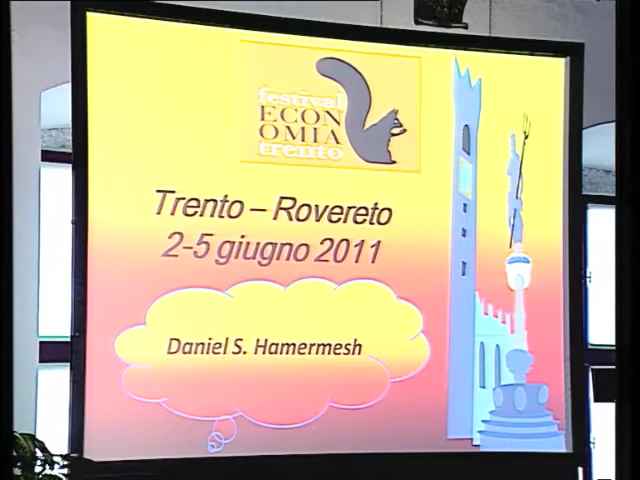 festival
ECON
OMIA
trento
Trento – Rovereto
2-5 giugno 2011
Daniel S. Hamermesh